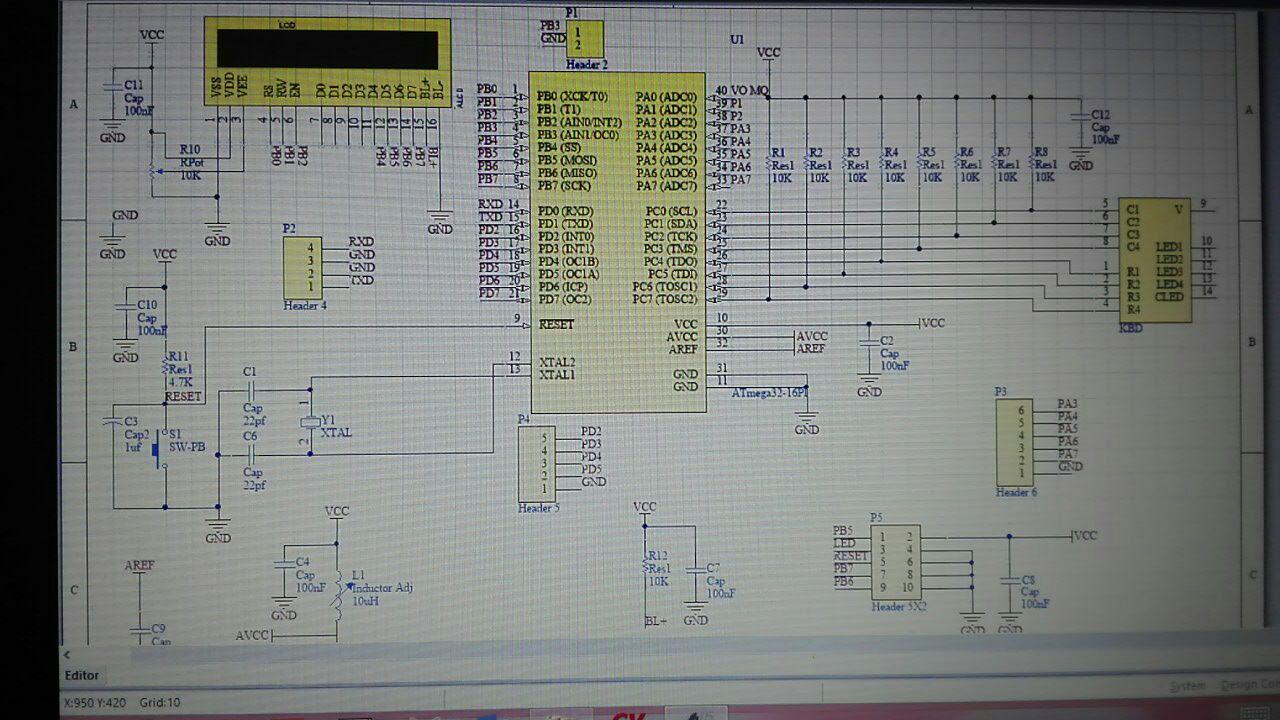 LCD
VSS
VDD
VEE
RS
RW
EN
D0
D1
D2
D3
D4
D5
D6
D7
BL+
BL-
1
2
3
4
5
6
7
8
9
10
11
12
13
14
15
16
PB0
PB1
PB2
PB4
PB5
PB6
PB7
BL+
VCC
C11
Cap
100nF
GND
R10
RPot
10K
GND
GND
GND
GND
P1
PB3
GND
1
2
Header 2
U1
VCC
PB0 1 PB0 (XCK/T0)
PB1 2 PB1 (T1)
PB2 3 PB2 (AIN0/INT2)
PB3 4 PB3 (AIN1/OC0)
PB4 5 PB4 (SS)
PB5 6 PB5 (MOSI)
PB6 7 PB6 (MISO)
PB7 8 PB7 (SCK)
RXD 14 PD0 (RXD)
TXD 15 PD1 (TXD)
PD2 16 PD2 (INT0)
PD3 17 PD3 (INT1)
PD4 18 PD4 (OC1B)
PD5 19 PD5 (OC1A)
PD6 20 PD6 (ICP)
PD7 21 PD7 (OC2)
9 RESET
12 XTAL2
13 XTAL1
PA0 (ADC0) 40 VO MQ
PA1 (ADC1) 39 P1
PA2 (ADC2) 38 P2
PA3 (ADC3) 37 PA3
PA4 (ADC4) 36 PA4
PA5 (ADC5) 35 PA5
PA6 (ADC6) 34 PA6
PA7 (ADC7) 33 PA7
PC0 (SCL) 22
PC1 (SDA) 23
PC2 (TCK) 24
PC3 (TMS) 25
PC4 (TDO) 26
PC5 (TDI) 27
PC6 (TOSC1) 28
PC7 (TOSC2) 29
VCC 10
AVCC 30
AREF 32
GND 31
GND 11
VCC
AVCC
AREF
GND
R1
Res1
10K
R2
Res1
10K
R3
Res1
10K
R4
Res1
10K
R5
Res1
10K
R6
Res1
10K
R7
Res1
10K
R8
Res1
10K
C12
Cap
100nF
GND
5 C1
6 C2
7 C3
8 C4
1 R1
2 R2
3 R3
4 R4
V 9
LED1 10
LED2 11
LED3 12
LED4 13
CLED 14
KBD
C2
Cap
100nF
GND
P2
4 RXD
3 GND
2 GND
1 TXD
Header 4
VCC
C10
Cap
100nF
GND
R11
Res1
4.7K
RESET
C3
Cap2
1uf
S1
SW-PB
C1
Cap
22pf
C6
Cap
22pf
1
Y1
XTAL
2
GND
P4
5 PD2
4 PD3
3 PD4
2 PD5
1 GND
Header 5
P3
6 PA3
5 PA4
4 PA5
3 PA6
2 PA7
1 GND
Header 6
AREF
C9
VCC
C4
Cap
100nF
GND
L1
Inductor Adj
10uH
AVCC
VCC
R12
Res1
10K
BL+
C7
Cap
100nF
GND
P5
PB5 1 2
LED 3 4
RESET 5 6
PB7 7 8
PB6 9 10
Header 5X2
VCC
C8
Cap
100nF
GND
GND
A
B
C
A
B
C
Editor
System
X:950 Y:420 Grid:10